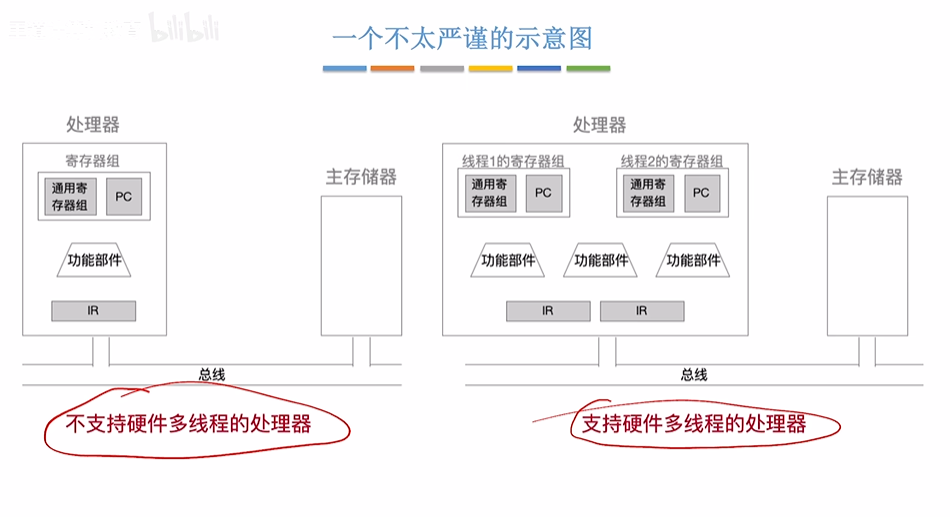 bilibili
一个不太严谨的示意图
处理器
寄存器组
通用寄
存器组
PC
功能部件
IR
主存储器
总线
不支持硬件多线程的处理器
处理器
线程1的寄存器组
通用寄
存器组
PC
线程2的寄存器组
通用寄
存器组
PC
功能部件
功能部件
功能部件
IR
IR
主存储器
总线
支持硬件多线程的处理器